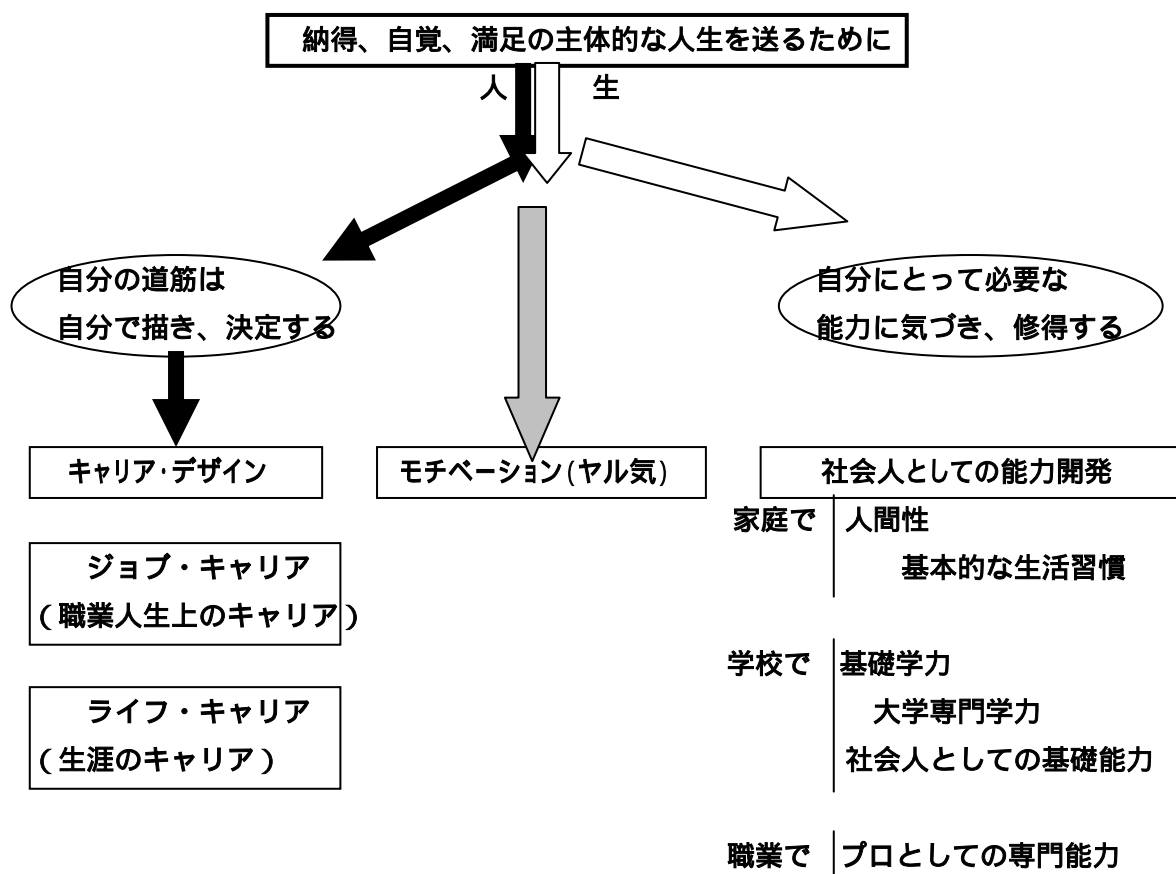 納得、自覚、満足の主体的な人生を送るために
人 生
自分の道筋は
自分で描き、決定する
自分にとって必要な
能力に気づき、修得する
キャリア・デザイン
モチベーション(ヤル気)
社会人としての能力開発
ジョブ・キャリア
(職業人生上のキャリア)
ライフ・キャリア
(生涯のキャリア)
家庭で 人間性
基本的な生活習慣
学校で 基礎学力
大学専門学力
社会人としての基礎能力
職業で プロとしての専門能力